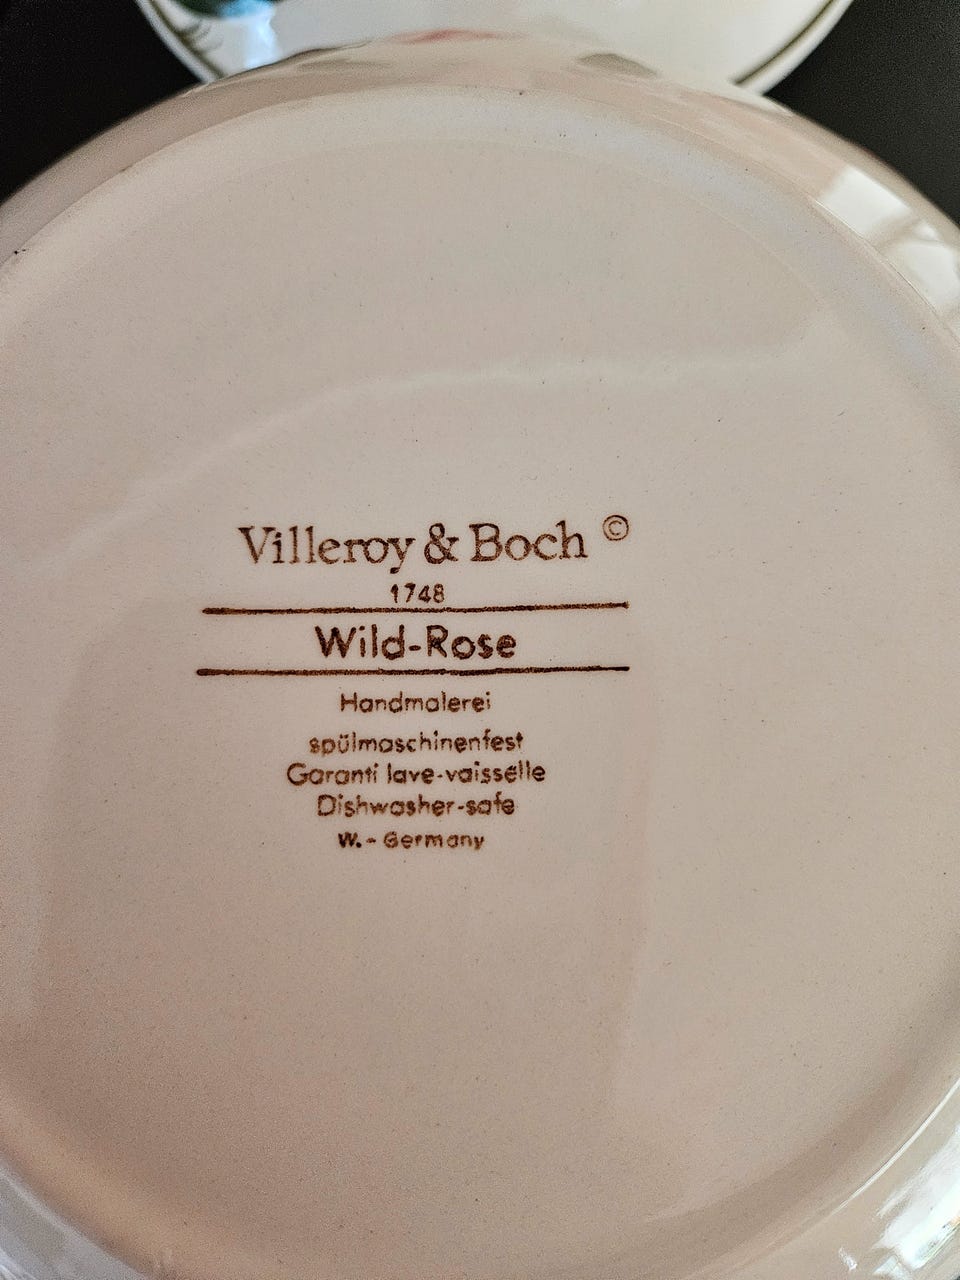 Villeroy & Boch ©
1748
Wild-Rose
Handmalerei
spülmaschinenfest
Garanti lave-vaisselle
Dishwasher-safe
W.- Germany